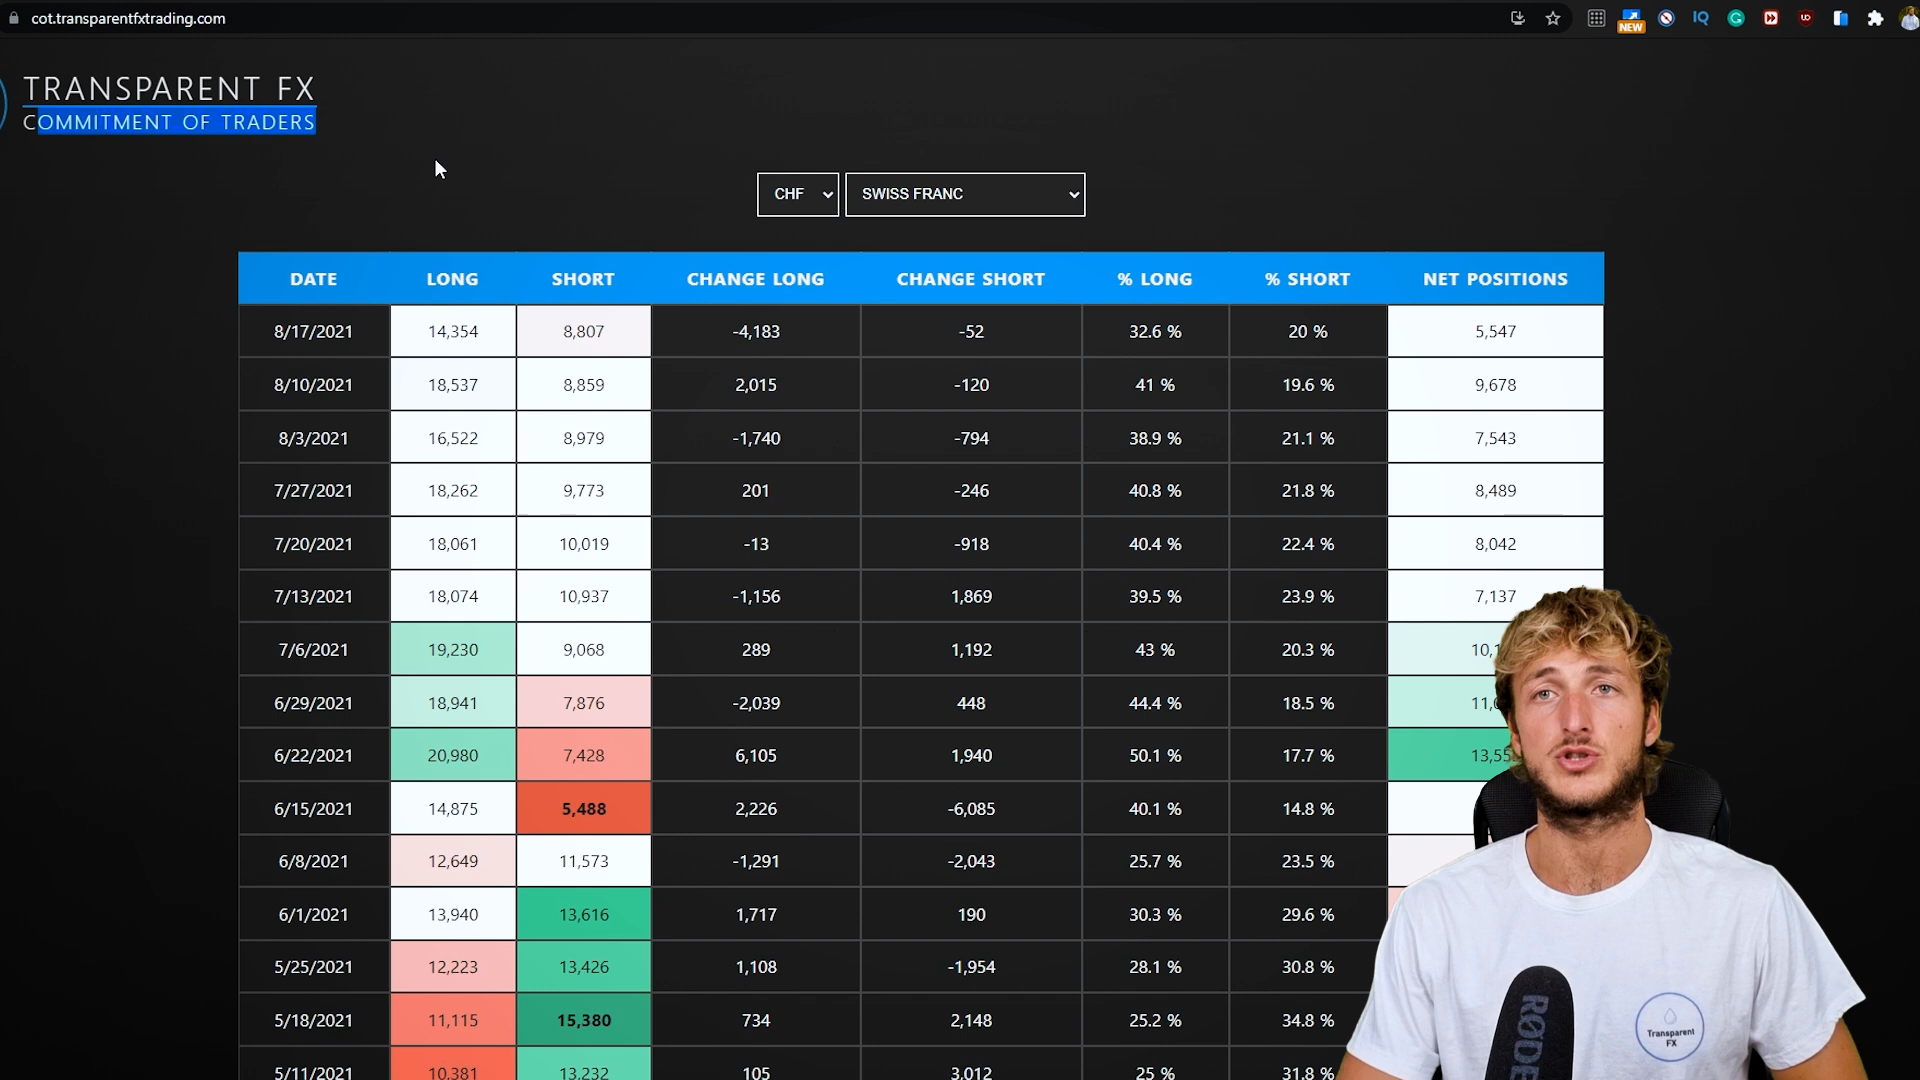 cot.transparentfxtrading.com
NEW
IQ
TRANSPARENT FX
COMMITMENT OF TRADERS
CHF SWISS FRANC
DATE LONG SHORT CHANGE LONG CHANGE SHORT % LONG % SHORT NET POSITIONS
8/17/2021 14,354 8,807 -4,183 -52 32.6 % 20 % 5,547
8/10/2021 18,537 8,859 2,015 -120 41 % 19.6 % 9,678
8/3/2021 16,522 8,979 -1,740 -794 38.9 % 21.1 % 7,543
7/27/2021 18,262 9,773 201 -246 40.8 % 21.8 % 8,489
7/20/2021 18,061 10,019 -13 -918 40.4 % 22.4 % 8,042
7/13/2021 18,074 10,937 -1,156 1,869 39.5 % 23.9 % 7,137
7/6/2021 19,230 9,068 289 1,192 43 % 20.3 %
6/29/2021 18,941 7,876 -2,039 448 44.4 % 18.5 %
6/22/2021 20,980 7,428 6,105 1,940 50.1 % 17.7 %
6/15/2021 14,875 5,488 2,226 -6,085 40.1 % 14.8 %
6/8/2021 12,649 11,573 -1,291 -2,043 25.7 % 23.5 %
6/1/2021 13,940 13,616 1,717 190 30.3 % 29.6 %
5/25/2021 12,223 13,426 1,108 -1,954 28.1 % 30.8 %
5/18/2021 11,115 15,380 734 2,148 25.2 % 34.8 %
5/11/2021 10,381 13,232 105 3,012 25 % 31.8 %
RØDE
Transparent
FX